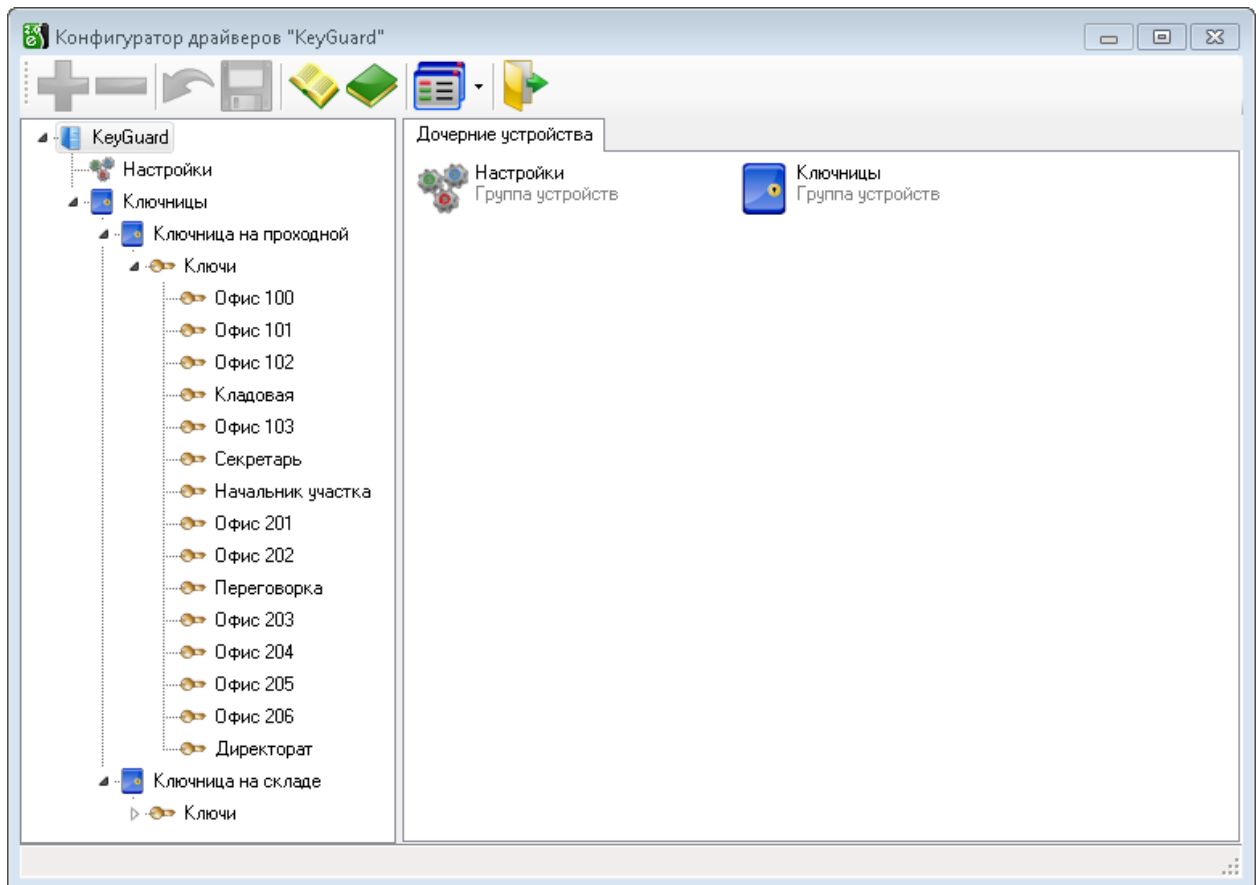 Конфигуратор драйверов "KeyGuard"
KeyGuard
Настройки
Ключницы
Ключница на проходной
Ключи
Офис 100
Офис 101
Офис 102
Кладовая
Офис 103
Секретарь
Начальник участка
Офис 201
Офис 202
Переговорка
Офис 203
Офис 204
Офис 205
Офис 206
Директорат
Ключница на складе
Ключи
Дочерние устройства
Настройки
Группа устройств
Ключницы
Группа устройств